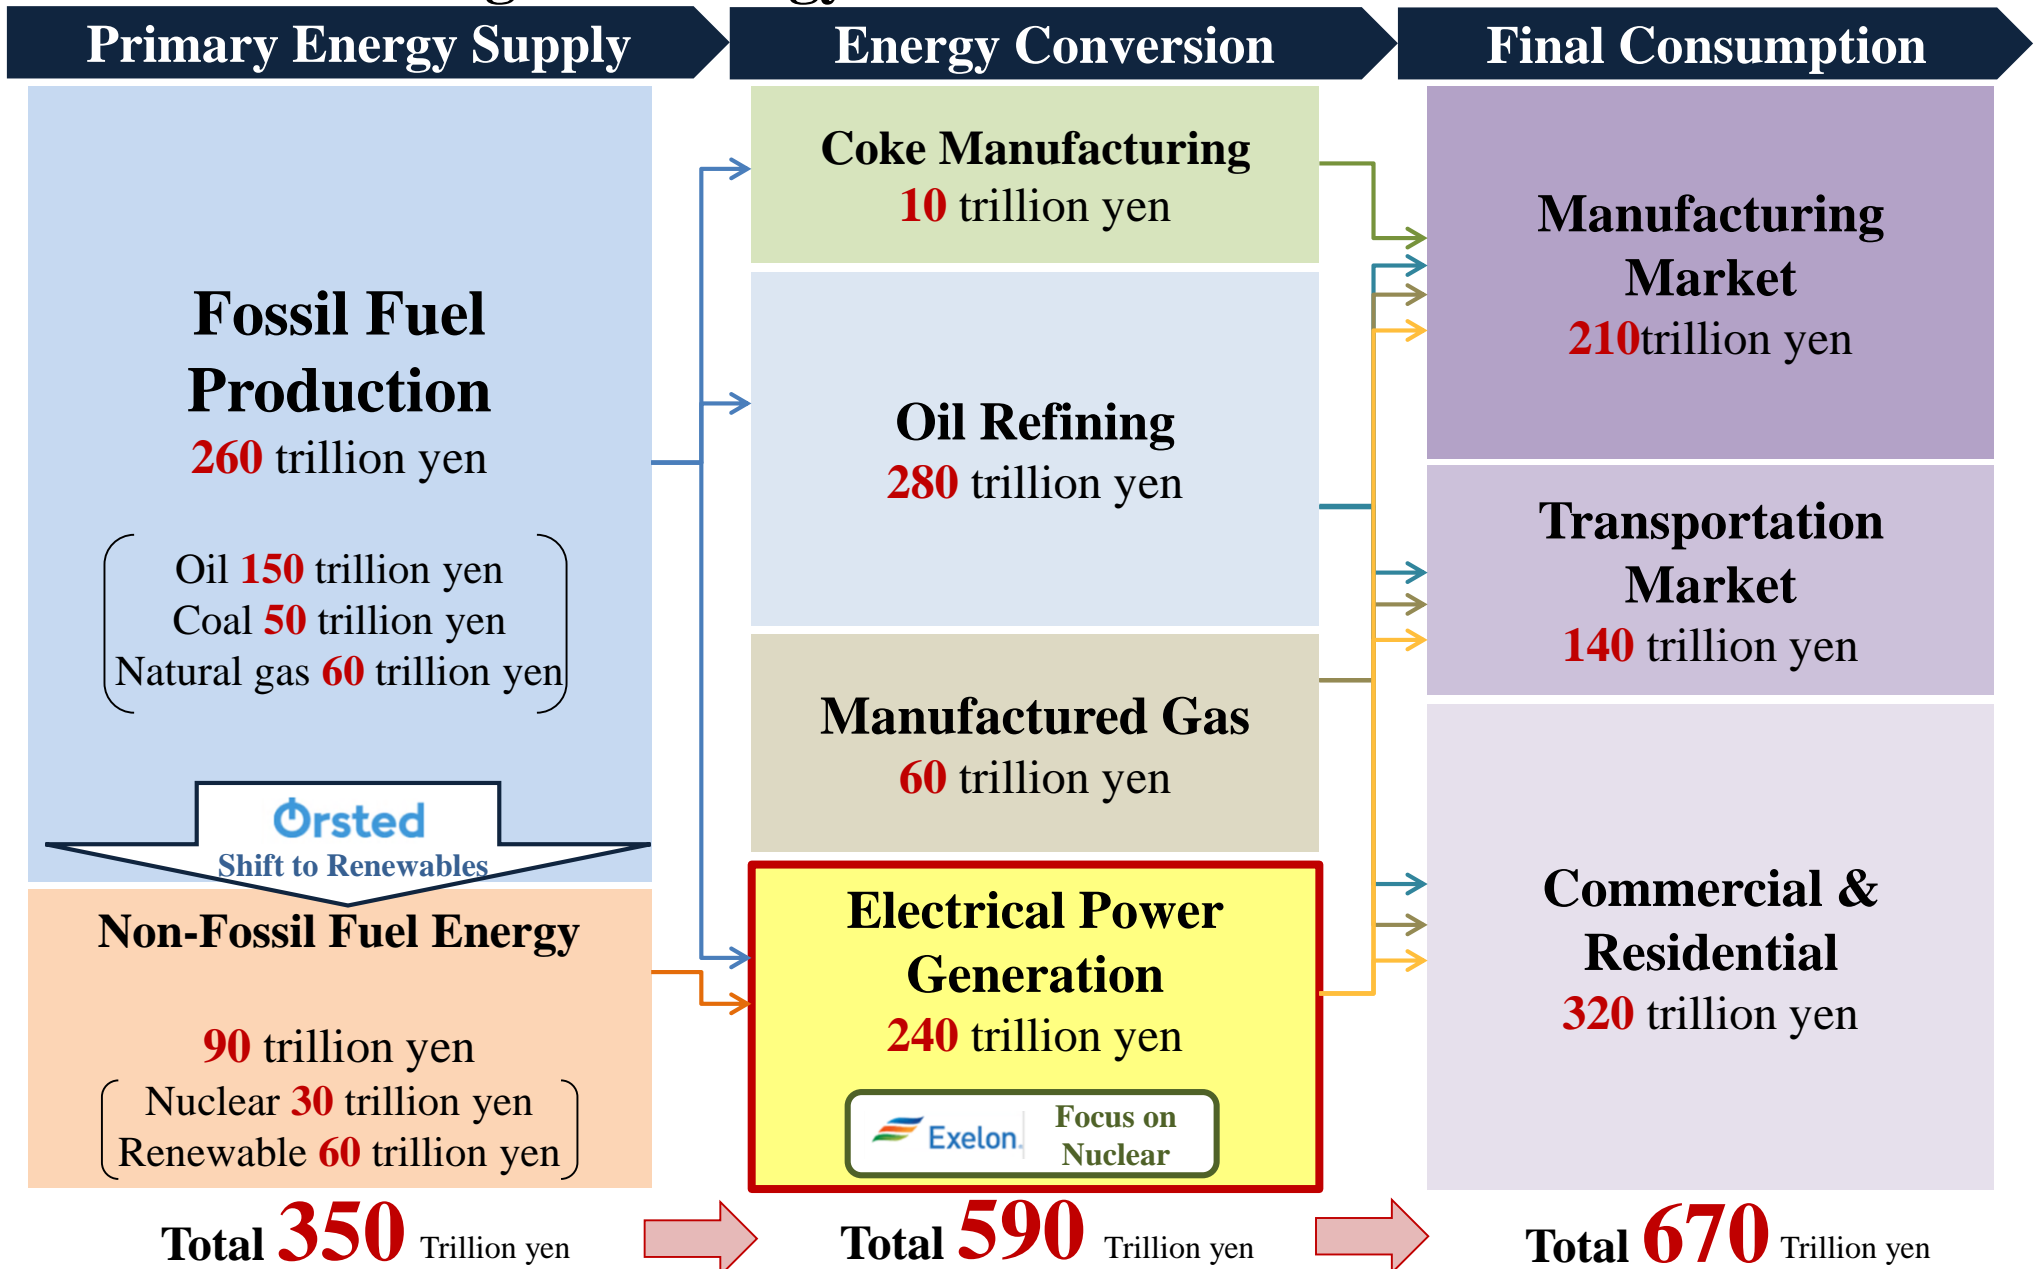 Primary Energy Supply
Energy Conversion
Final Consumption
Fossil Fuel
Production
260 trillion yen
Oil 150 trillion yen
Coal 50 trillion yen
Natural gas 60 trillion yen
Ørsted
Shift to Renewables
Non-Fossil Fuel Energy
90 trillion yen
Nuclear 30 trillion yen
Renewable 60 trillion yen
Total 350 Trillion yen
Coke Manufacturing
10 trillion yen
Oil Refining
280 trillion yen
Manufactured Gas
60 trillion yen
Electrical Power
Generation
240 trillion yen
Exelon.
Focus on
Nuclear
Total 590 Trillion yen
Manufacturing
Market
210trillion yen
Transportation
Market
140 trillion yen
Commercial &
Residential
320 trillion yen
Total 670 Trillion yen